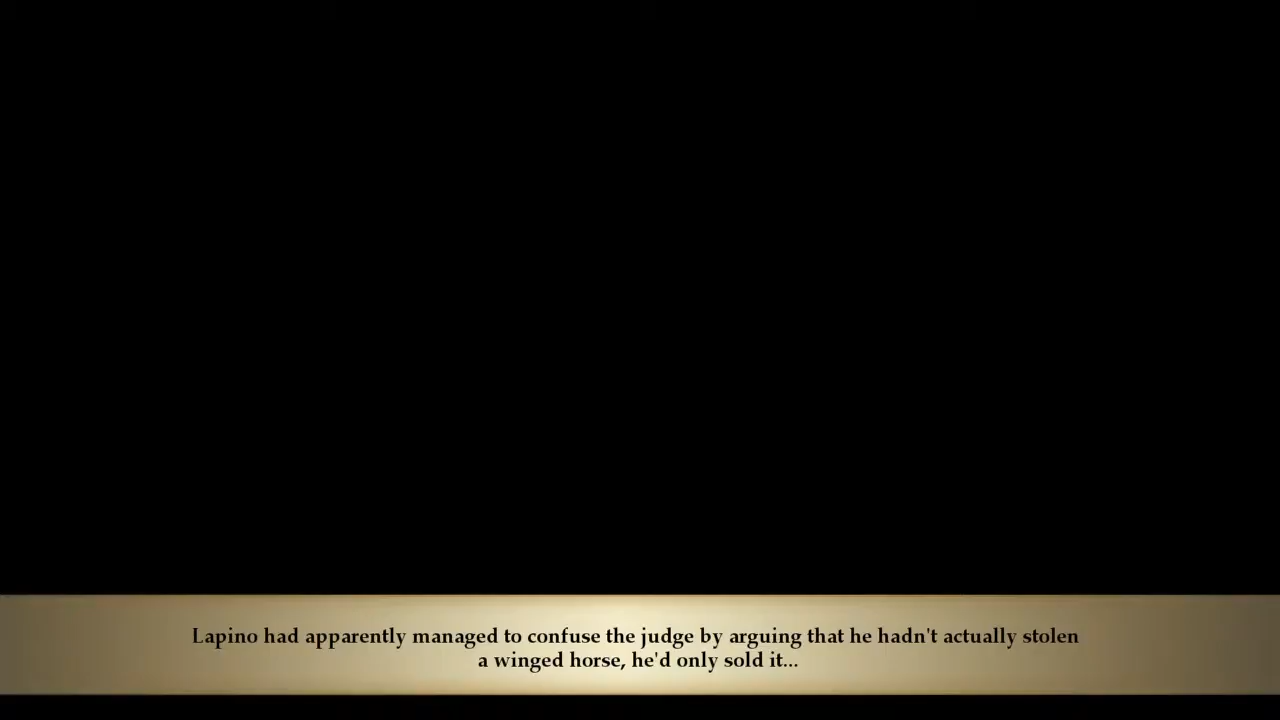 Lapino had apparently managed to confuse the judge by arguing that he hadn't actually stolen
a winged horse, he'd only sold it...